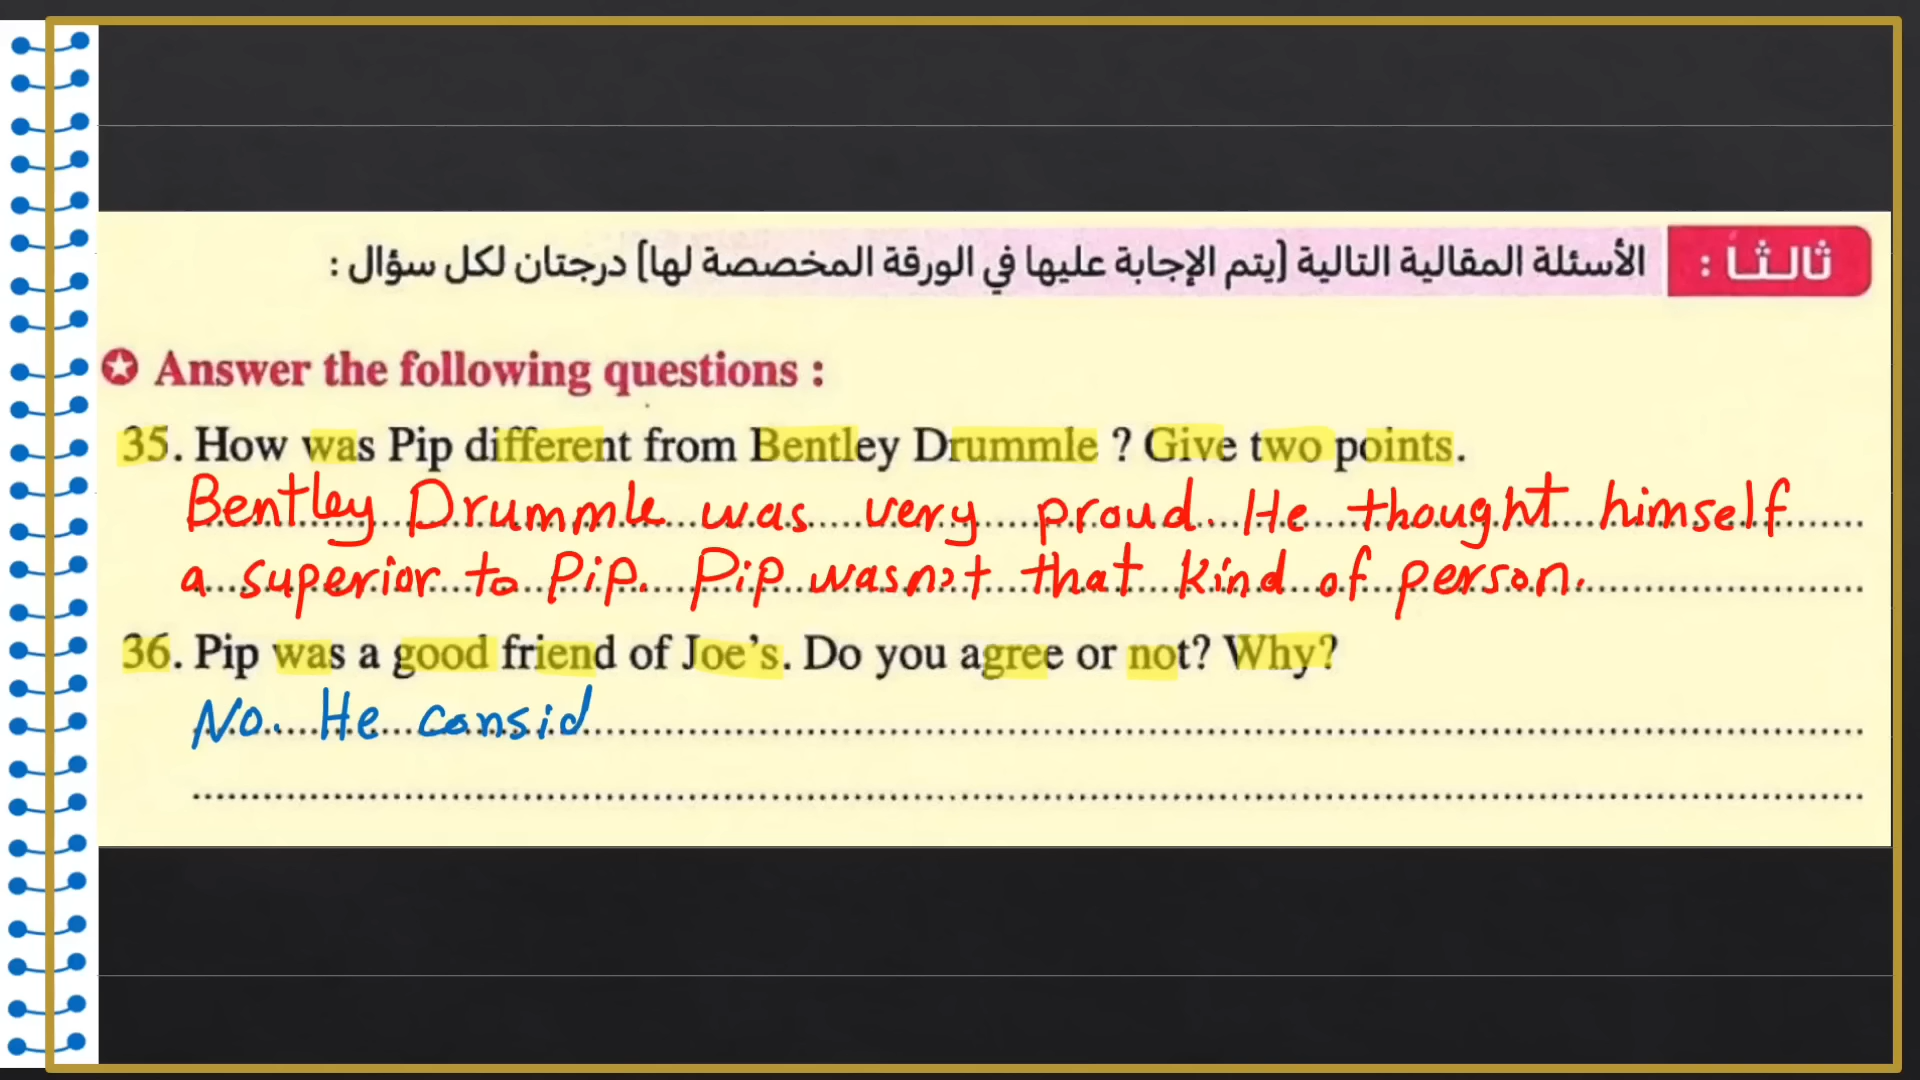 ثالثًا : الأسئلة المقالية التالية (يتم الإجابة عليها في الورقة المخصصة لها) درجتان لكل سؤال :
Answer the following questions :
35. How was Pip different from Bentley Drummle ? Give two points.
Bentley Drummle was very proud. He thought himself
a superior to Pip. Pip wasn't that kind of person.
36. Pip was a good friend of Joe's. Do you agree or not? Why?
No. He consid